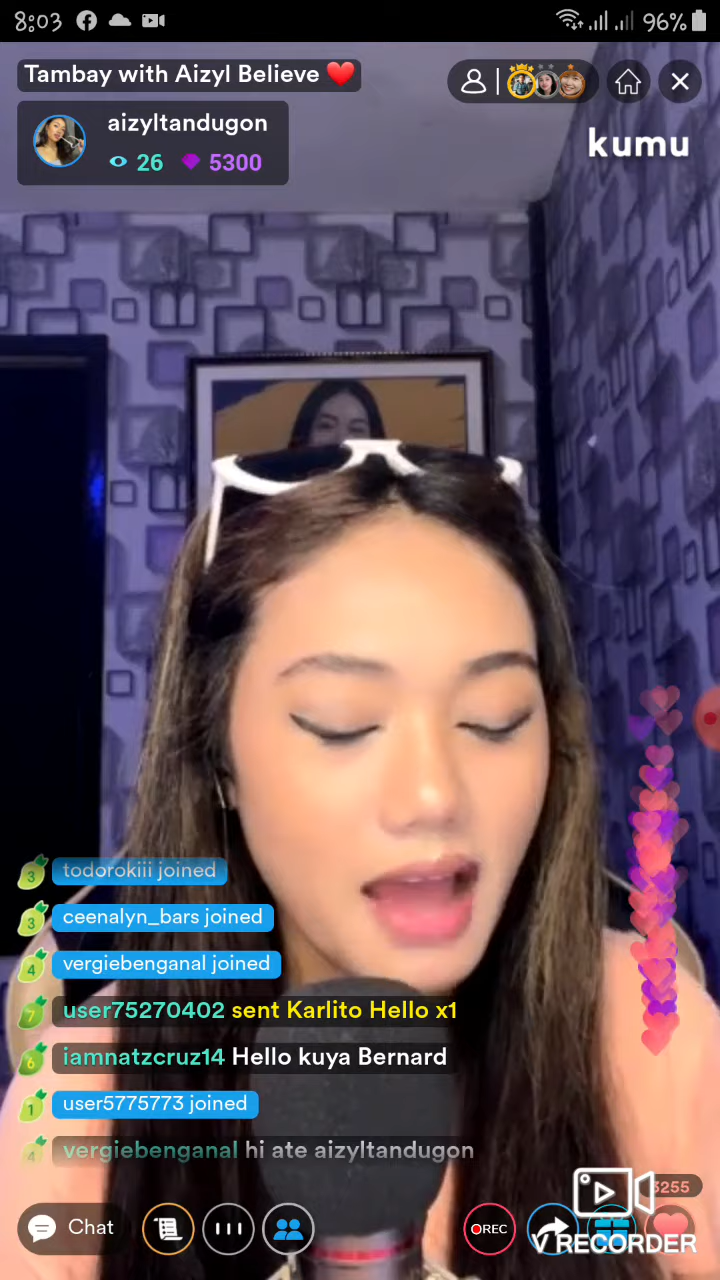 8:03
96%
Tambay with Aizyl Believe ❤️
aizyltandugon
26 5300
kumu
3 todorokiii joined
3 ceenalyn_bars joined
4 vergiebenganal joined
7 user75270402 sent Karlito Hello x1
6 iamnatzcruz14 Hello kuya Bernard
1 user5775773 joined
4 vergiebenganal hi ate aizyltandugon
3255
Chat
REC
V RECORDER